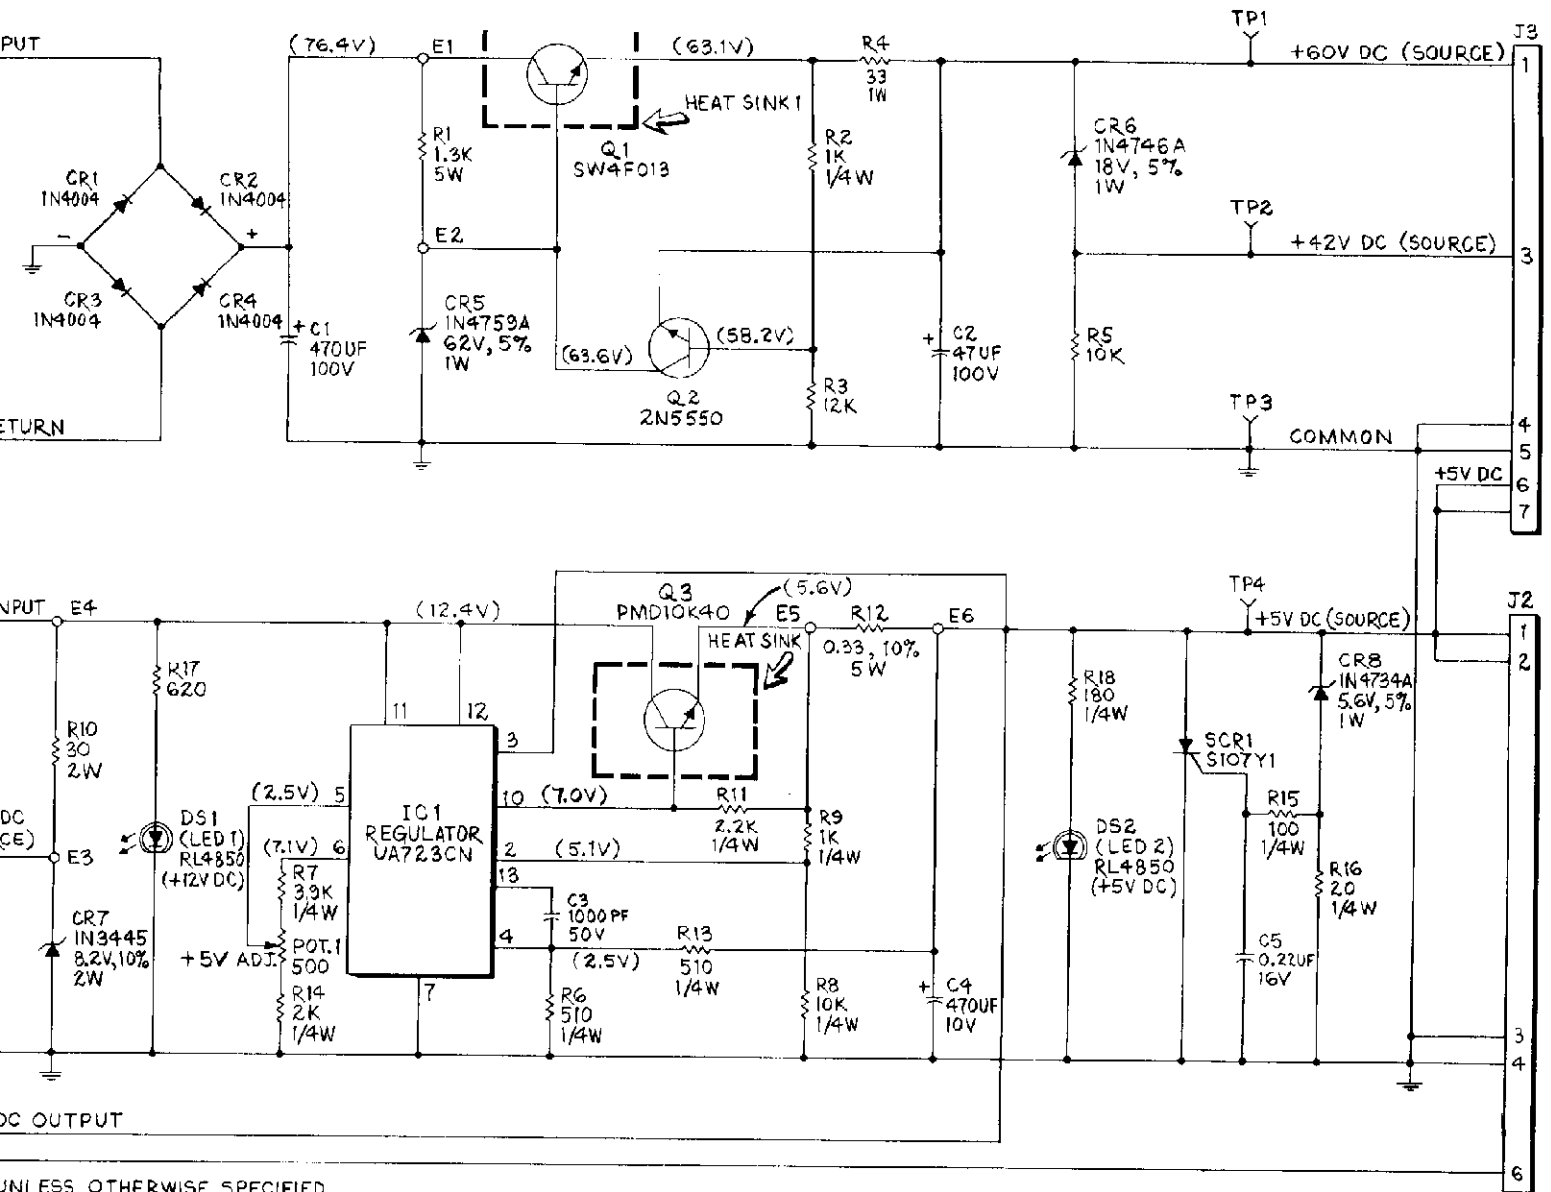 PUT
(76.4V)
E1
(63.1V)
R4
33
1W
TP1
+60V DC (SOURCE)
J3
1
HEAT SINK 1
Q1
SW4F013
R1
1.3K
5W
R2
1K
1/4W
CR6
1N4746A
18V, 5%
1W
CR1
1N4004
CR2
1N4004
-
+
E2
TP2
+42V DC (SOURCE)
3
CR3
1N4004
CR4
1N4004
+
C1
470UF
100V
CR5
1N4759A
62V, 5%
1W
(63.6V)
(58.2V)
Q2
2N5550
R3
12K
+
C2
47UF
100V
R5
10K
TP3
COMMON
4
5
+5V DC
6
7
ETURN
NPUT
E4
(12.4V)
Q3
PMD10K40
(5.6V)
HEAT SINK
E5
R12
0.33, 10%
5W
E6
TP4
+5V DC (SOURCE)
J2
1
2
R17
620
R10
30
2W
11
12
3
R18
180
1/4W
CR8
1N4734A
5.6V, 5%
1W
SCR1
S107Y1
DC
CE)
E3
DS1
(LED 1)
RL4850
(+12V DC)
(2.5V)
5
(7.1V)
6
IC1
REGULATOR
UA723CN
10
(7.0V)
R11
2.2K
1/4W
R9
1K
1/4W
2
(5.1V)
13
DS2
(LED 2)
RL4850
(+5V DC)
R15
100
1/4W
R16
20
1/4W
CR7
1N3445
8.2V, 10%
2W
R7
3.9K
1/4W
+5V ADJ.
POT.1
500
R14
2K
1/4W
7
C3
1000PF
50V
4
(2.5V)
R13
510
1/4W
R6
510
1/4W
R8
10K
1/4W
+
C4
470UF
10V
C5
0.22UF
16V
3
4
DC OUTPUT
6
UNLESS OTHERWISE SPECIFIED